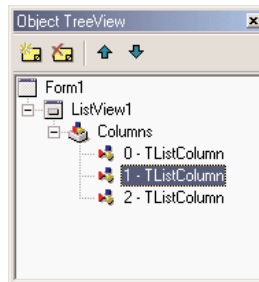 Object TreeView
Form1
ListView1
Columns
0 - TListColumn
1 - TListColumn
2 - TListColumn